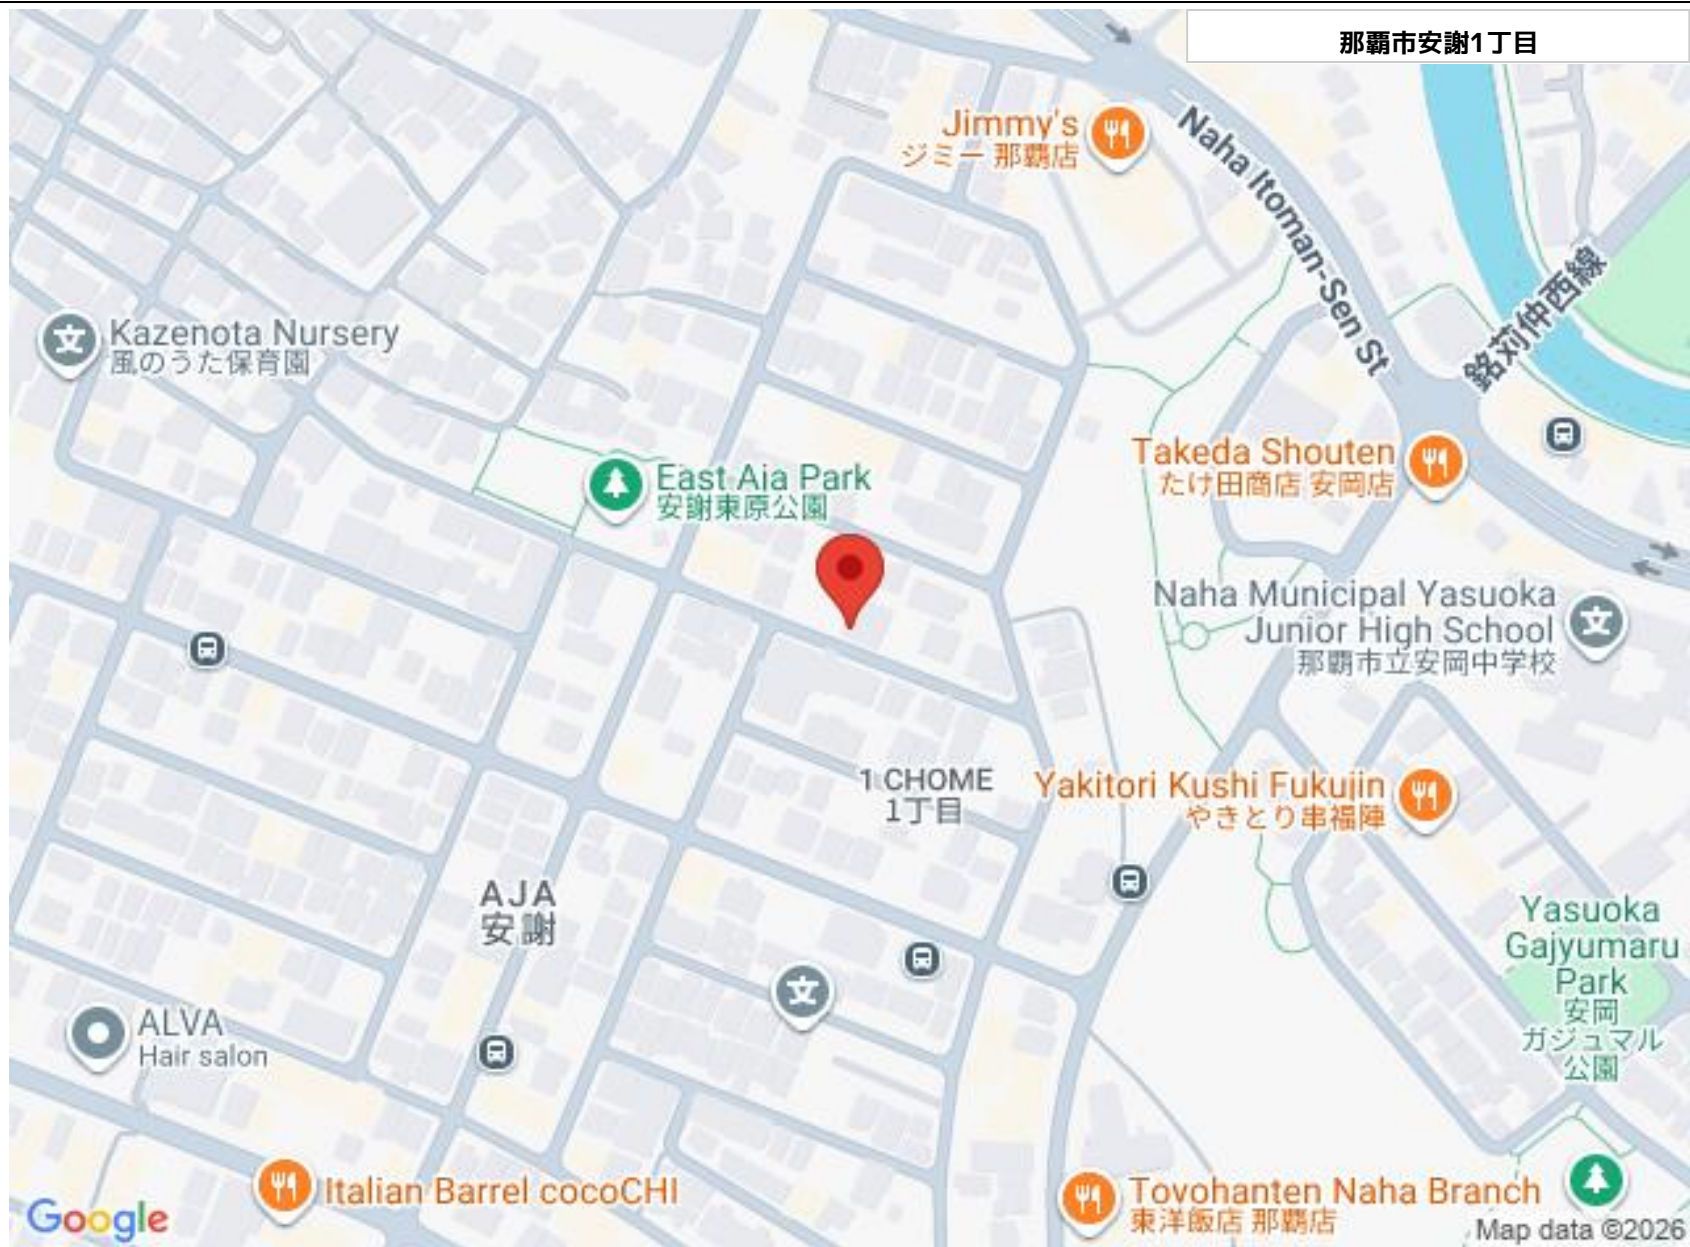 那覇市安謝1丁目
Jimmy's
ジミー 那覇店
Naha Itoman-Sen St
銘苅仲西線
Kazenota Nursery
風のうた保育園
East Aja Park
安謝東原公園
Takeda Shouten
たけ田商店 安岡店
Naha Municipal Yasuoka
Junior High School
那覇市立安岡中学校
1 CHOME
1丁目
Yakitori Kushi Fukujin
やきとり串福陣
AJA
安謝
Yasuoka
Gajyumaru
Park
安岡
ガジュマル
公園
ALVA
Hair salon
Italian Barrel cocoCHI
Toyohanten Naha Branch
東洋飯店 那覇店
Google
Map data ©2026